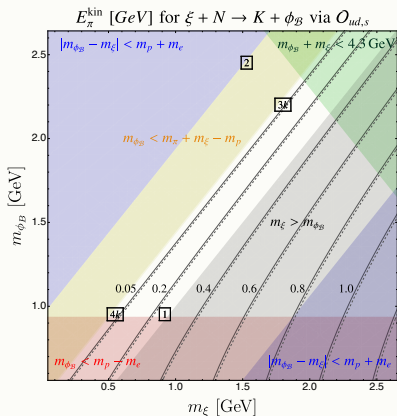 E_π^kin [GeV] for ξ + N → K + ϕ_ℬ via 𝒪_ud,s
|m_ϕℬ − m_ξ| < m_p + m_e
m_ϕℬ + m_ξ < 4.3 GeV
2
3k
m_ϕℬ < m_π + m_ξ − m_p
m_ξ > m_ϕℬ
0.05 0.2 0.4 0.6 0.8 1.0
4k
1
m_ϕℬ < m_p − m_e
|m_ϕℬ − m_ξ| < m_p + m_e
2.5
2.0
1.5
1.0
m_ϕℬ [GeV]
0.5 1.0 1.5 2.0 2.5
m_ξ [GeV]